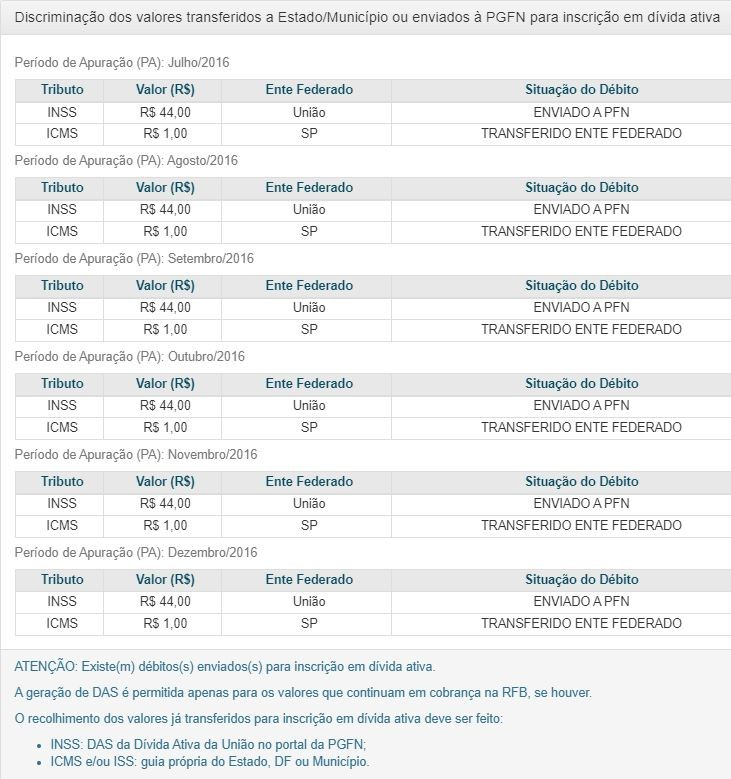 Discriminação dos valores transferidos a Estado/Município ou enviados à PGFN para inscrição em dívida ativa
Período de Apuração (PA): Julho/2016
Tributo Valor (R$) Ente Federado Situação do Débito
INSS R$ 44,00 União ENVIADO A PFN
ICMS R$ 1,00 SP TRANSFERIDO ENTE FEDERADO
Período de Apuração (PA): Agosto/2016
Tributo Valor (R$) Ente Federado Situação do Débito
INSS R$ 44,00 União ENVIADO A PFN
ICMS R$ 1,00 SP TRANSFERIDO ENTE FEDERADO
Período de Apuração (PA): Setembro/2016
Tributo Valor (R$) Ente Federado Situação do Débito
INSS R$ 44,00 União ENVIADO A PFN
ICMS R$ 1,00 SP TRANSFERIDO ENTE FEDERADO
Período de Apuração (PA): Outubro/2016
Tributo Valor (R$) Ente Federado Situação do Débito
INSS R$ 44,00 União ENVIADO A PFN
ICMS R$ 1,00 SP TRANSFERIDO ENTE FEDERADO
Período de Apuração (PA): Novembro/2016
Tributo Valor (R$) Ente Federado Situação do Débito
INSS R$ 44,00 União ENVIADO A PFN
ICMS R$ 1,00 SP TRANSFERIDO ENTE FEDERADO
Período de Apuração (PA): Dezembro/2016
Tributo Valor (R$) Ente Federado Situação do Débito
INSS R$ 44,00 União ENVIADO A PFN
ICMS R$ 1,00 SP TRANSFERIDO ENTE FEDERADO
ATENÇÃO: Existe(m) débitos(s) enviados(s) para inscrição em dívida ativa.
A geração de DAS é permitida apenas para os valores que continuam em cobrança na RFB, se houver.
O recolhimento dos valores já transferidos para inscrição em dívida ativa deve ser feito:
• INSS: DAS da Dívida Ativa da União no portal da PGFN;
• ICMS e/ou ISS: guia própria do Estado, DF ou Município.